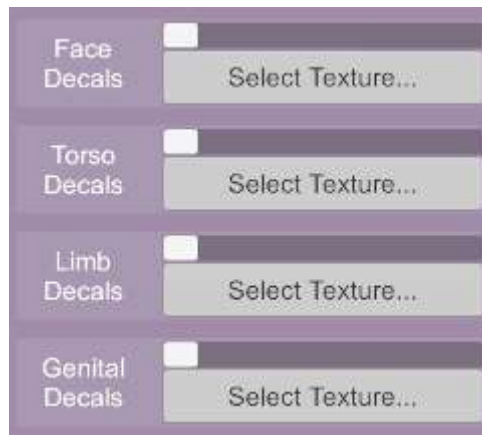 Face
Decals
Select Texture...
Torso
Decals
Select Texture...
Limb
Decals
Select Texture...
Genital
Decals
Select Texture...